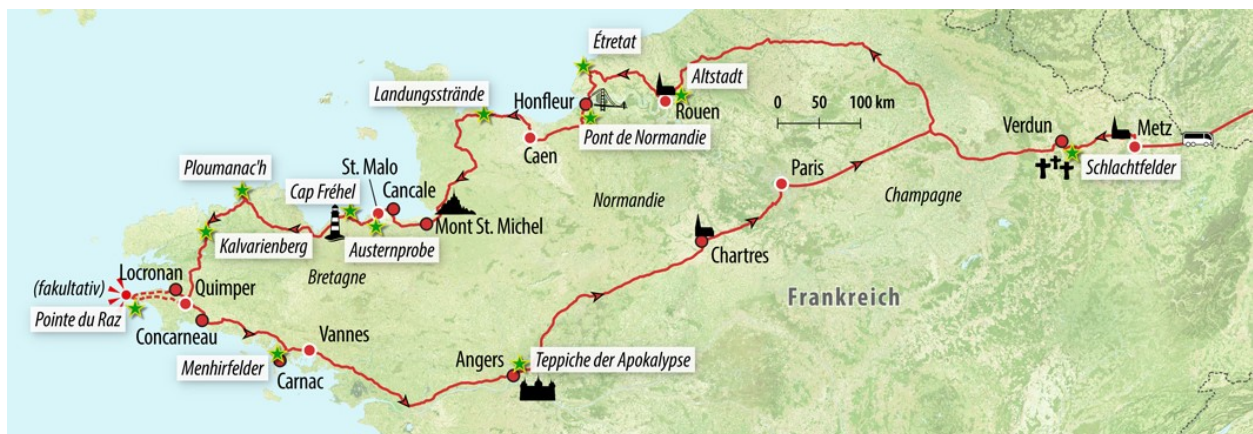 Étretat
Altstadt
Landungsstrände
Honfleur
Rouen
0 50 100 km
Pont de Normandie
Caen
Verdun
Metz
Schlachtfelder
Ploumanac'h
St. Malo
Cap Fréhel
Cancale
Paris
Normandie
Champagne
Mont St. Michel
Kalvarienberg
Austernprobe
Chartres
Bretagne
Locronan
(fakultativ)
Quimper
Frankreich
Pointe du Raz
Concarneau
Vannes
Menhirfelder
Carnac
Angers
Teppiche der Apokalypse